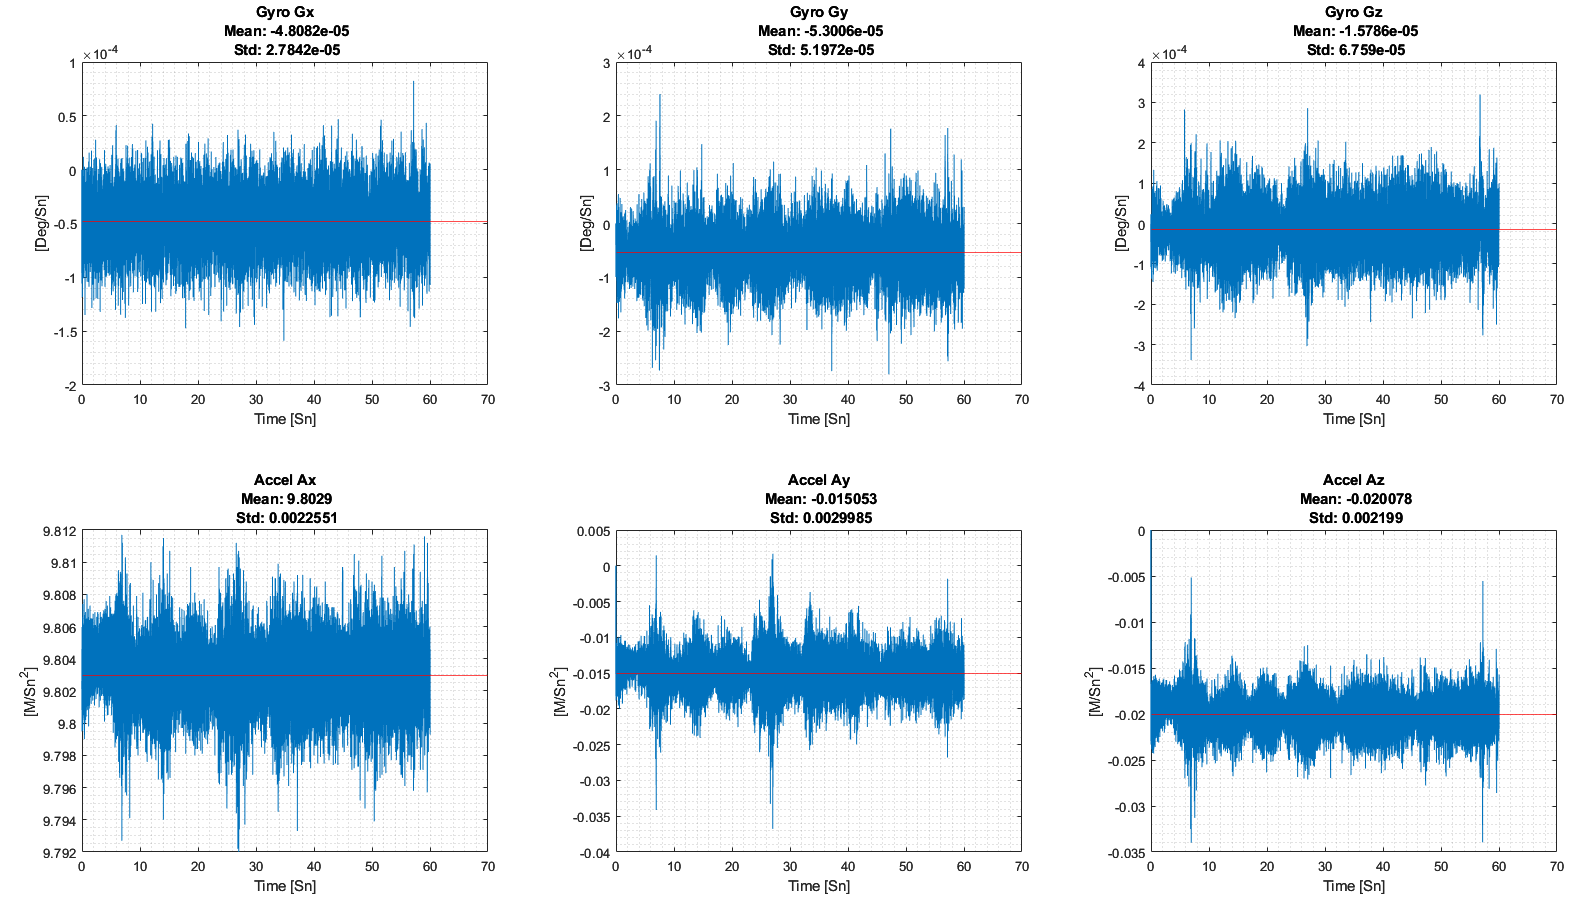 Gyro Gx
Mean: -4.8082e-05
Std: 2.7842e-05
×10⁻⁴
1
0.5
0
-0.5
-1
-1.5
-2
[Deg/Sn]
0 10 20 30 40 50 60 70
Time [Sn]
Gyro Gy
Mean: -5.3006e-05
Std: 5.1972e-05
×10⁻⁴
3
2
1
0
-1
-2
-3
[Deg/Sn]
0 10 20 30 40 50 60 70
Time [Sn]
Gyro Gz
Mean: -1.5786e-05
Std: 6.759e-05
×10⁻⁴
4
3
2
1
0
-1
-2
-3
-4
[Deg/Sn]
0 10 20 30 40 50 60 70
Time [Sn]
Accel Ax
Mean: 9.8029
Std: 0.0022551
9.812
9.81
9.808
9.806
9.804
9.802
9.8
9.798
9.796
9.794
9.792
[M/Sn²]
0 10 20 30 40 50 60 70
Time [Sn]
Accel Ay
Mean: -0.015053
Std: 0.0029985
0.005
0
-0.005
-0.01
-0.015
-0.02
-0.025
-0.03
-0.035
-0.04
[M/Sn²]
0 10 20 30 40 50 60 70
Time [Sn]
Accel Az
Mean: -0.020078
Std: 0.002199
0
-0.005
-0.01
-0.015
-0.02
-0.025
-0.03
-0.035
[M/Sn²]
0 10 20 30 40 50 60 70
Time [Sn]